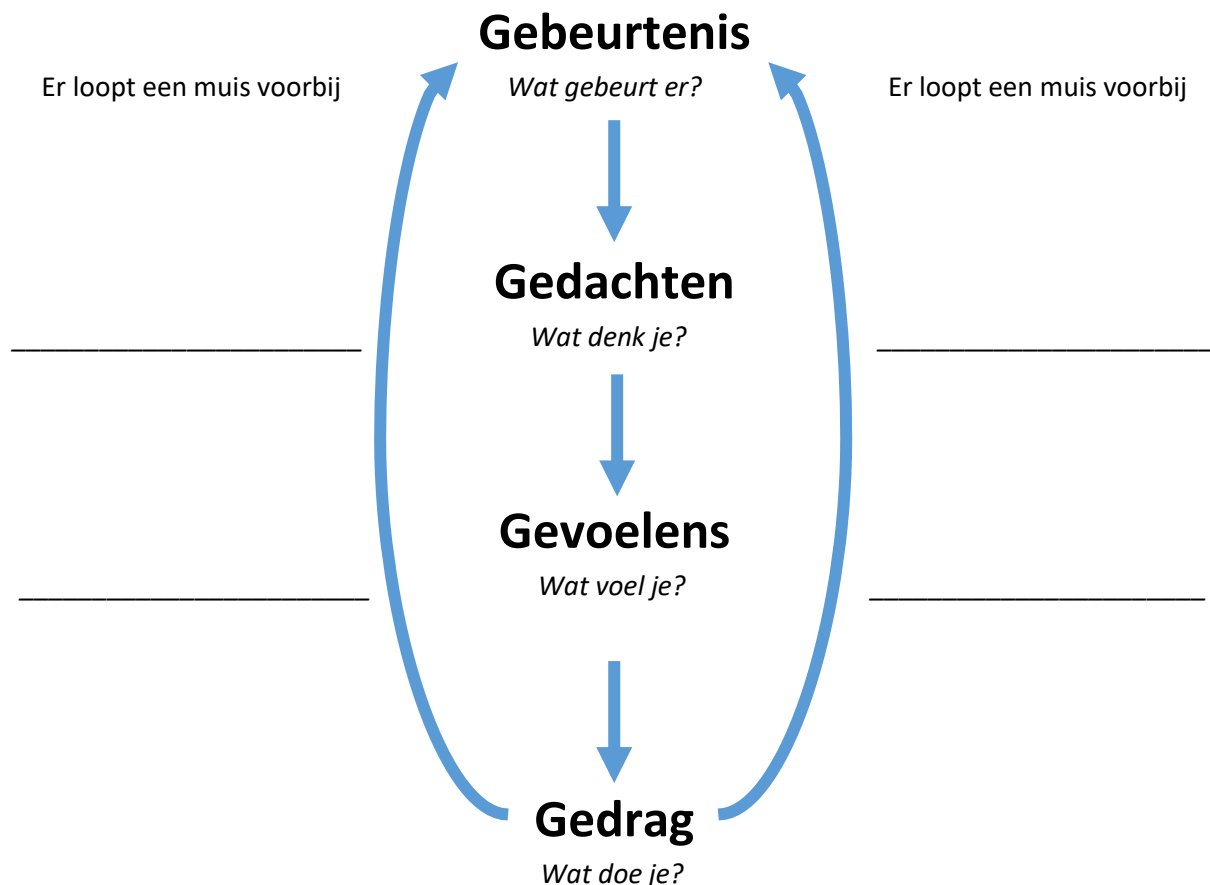 Gebeurtenis
Er loopt een muis voorbij
Wat gebeurt er?
Er loopt een muis voorbij
Gedachten
Wat denk je?
Gevoelens
Wat voel je?
Gedrag
Wat doe je?